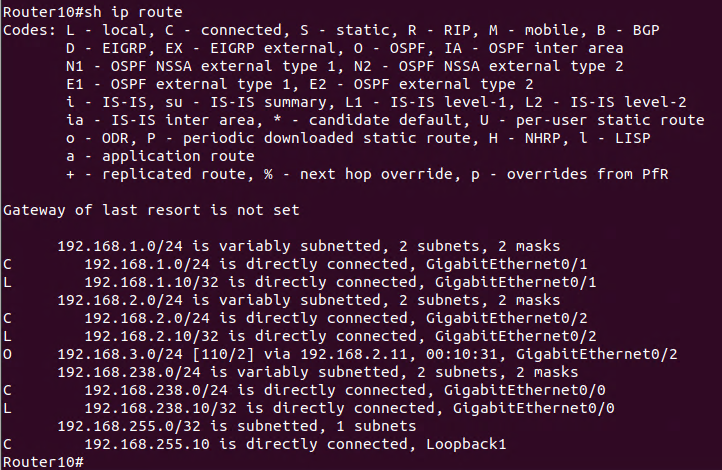 Router10#sh ip route
Codes: L - local, C - connected, S - static, R - RIP, M - mobile, B - BGP
       D - EIGRP, EX - EIGRP external, O - OSPF, IA - OSPF inter area
       N1 - OSPF NSSA external type 1, N2 - OSPF NSSA external type 2
       E1 - OSPF external type 1, E2 - OSPF external type 2
       i - IS-IS, su - IS-IS summary, L1 - IS-IS level-1, L2 - IS-IS level-2
       ia - IS-IS inter area, * - candidate default, U - per-user static route
       o - ODR, P - periodic downloaded static route, H - NHRP, l - LISP
       a - application route
       + - replicated route, % - next hop override, p - overrides from PfR

Gateway of last resort is not set

      192.168.1.0/24 is variably subnetted, 2 subnets, 2 masks
C        192.168.1.0/24 is directly connected, GigabitEthernet0/1
L        192.168.1.10/32 is directly connected, GigabitEthernet0/1
      192.168.2.0/24 is variably subnetted, 2 subnets, 2 masks
C        192.168.2.0/24 is directly connected, GigabitEthernet0/2
L        192.168.2.10/32 is directly connected, GigabitEthernet0/2
O     192.168.3.0/24 [110/2] via 192.168.2.11, 00:10:31, GigabitEthernet0/2
      192.168.238.0/24 is variably subnetted, 2 subnets, 2 masks
C        192.168.238.0/24 is directly connected, GigabitEthernet0/0
L        192.168.238.10/32 is directly connected, GigabitEthernet0/0
      192.168.255.0/32 is subnetted, 1 subnets
C        192.168.255.10 is directly connected, Loopback1
Router10#